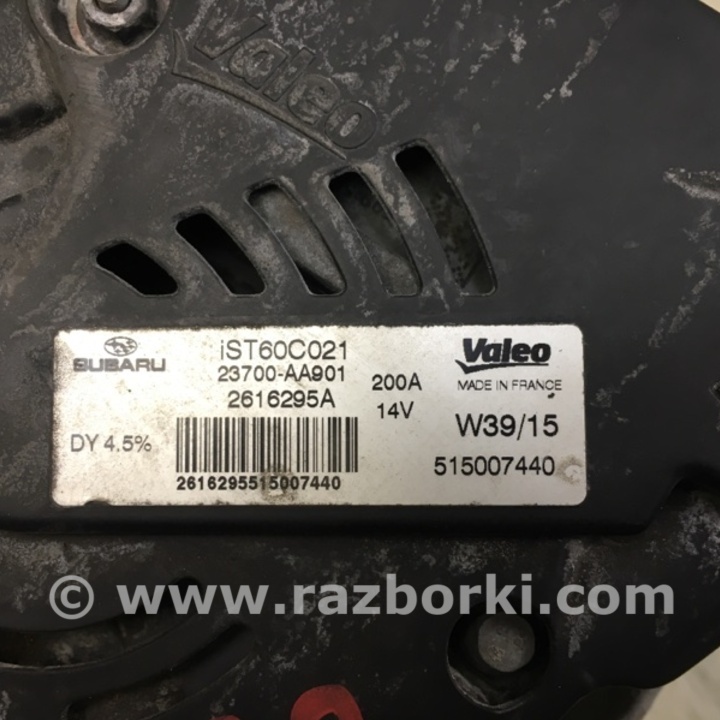 Valeo
SUBARU
iST60C021
23700-AA901
2616295A
200A
14V
Valeo
MADE IN FRANCE
W39/15
DY 4.5%
515007440
2616295515007440
© www.razborki.com